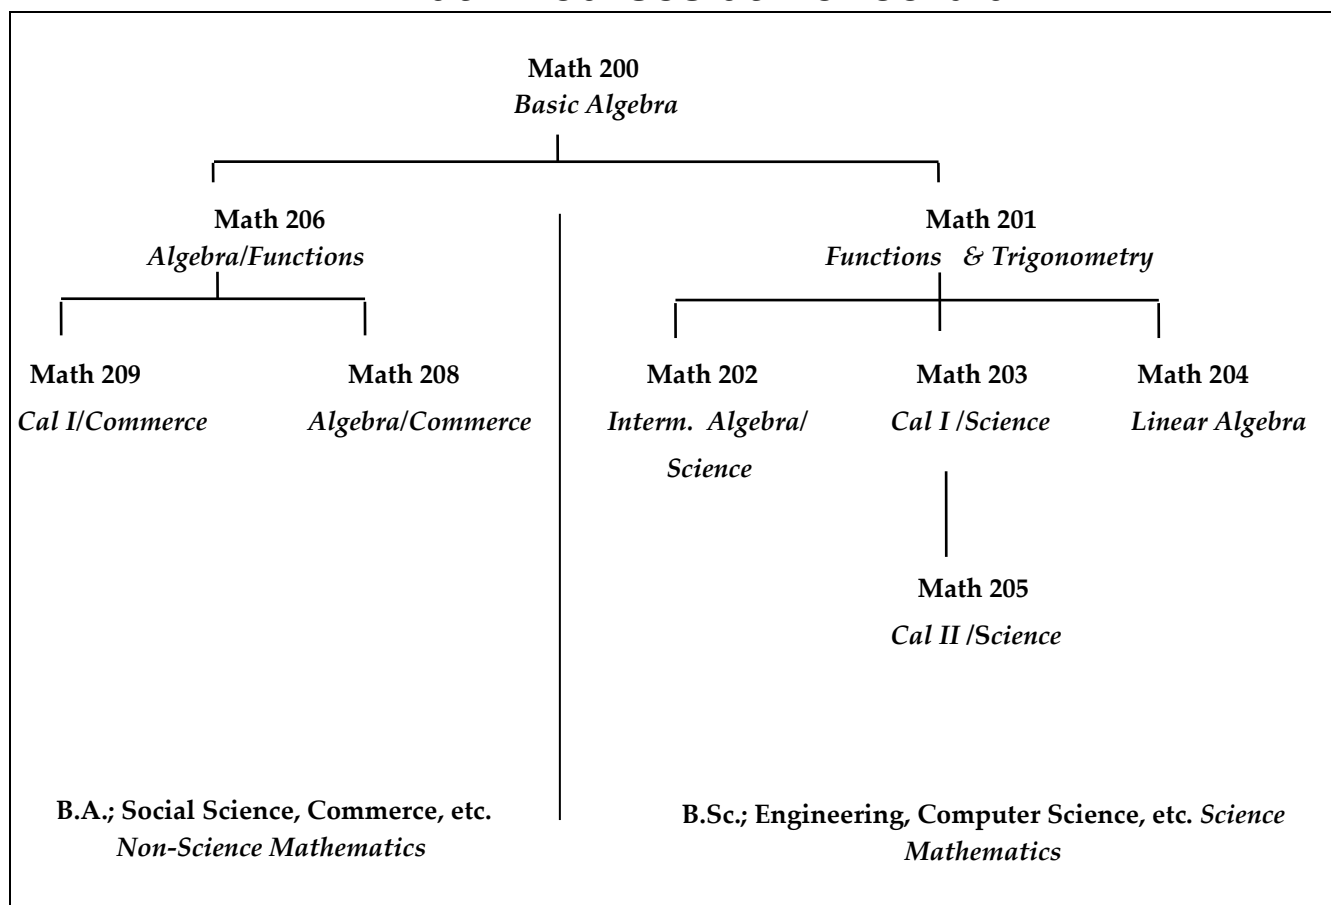 Math 200
Basic Algebra
Math 206
Algebra/Functions
Math 201
Functions & Trigonometry
Math 209
Cal I/Commerce
Math 208
Algebra/Commerce
Math 202
Interm. Algebra/
Science
Math 203
Cal I /Science
Math 204
Linear Algebra
Math 205
Cal II /Science
B.A.; Social Science, Commerce, etc.
Non-Science Mathematics
B.Sc.; Engineering, Computer Science, etc. Science
Mathematics